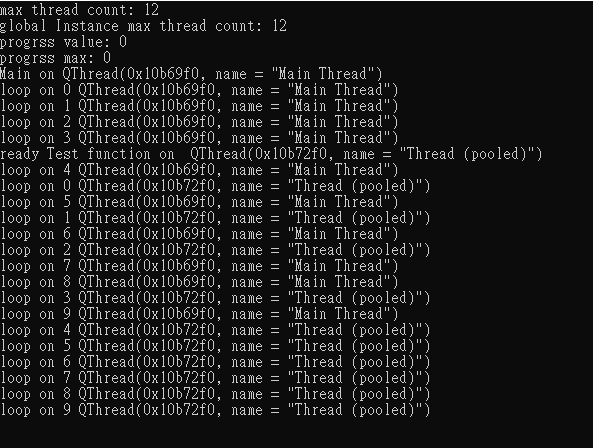 max thread count: 12
global Instance max thread count: 12
progrss value: 0
progrss max: 0
Main on QThread(0x10b69f0, name = "Main Thread")
loop on 0 QThread(0x10b69f0, name = "Main Thread")
loop on 1 QThread(0x10b69f0, name = "Main Thread")
loop on 2 QThread(0x10b69f0, name = "Main Thread")
loop on 3 QThread(0x10b69f0, name = "Main Thread")
ready Test function on  QThread(0x10b72f0, name = "Thread (pooled)")
loop on 4 QThread(0x10b69f0, name = "Main Thread")
loop on 0 QThread(0x10b72f0, name = "Thread (pooled)")
loop on 5 QThread(0x10b69f0, name = "Main Thread")
loop on 1 QThread(0x10b72f0, name = "Thread (pooled)")
loop on 6 QThread(0x10b69f0, name = "Main Thread")
loop on 2 QThread(0x10b72f0, name = "Thread (pooled)")
loop on 7 QThread(0x10b69f0, name = "Main Thread")
loop on 8 QThread(0x10b69f0, name = "Main Thread")
loop on 3 QThread(0x10b72f0, name = "Thread (pooled)")
loop on 9 QThread(0x10b69f0, name = "Main Thread")
loop on 4 QThread(0x10b72f0, name = "Thread (pooled)")
loop on 5 QThread(0x10b72f0, name = "Thread (pooled)")
loop on 6 QThread(0x10b72f0, name = "Thread (pooled)")
loop on 7 QThread(0x10b72f0, name = "Thread (pooled)")
loop on 8 QThread(0x10b72f0, name = "Thread (pooled)")
loop on 9 QThread(0x10b72f0, name = "Thread (pooled)")